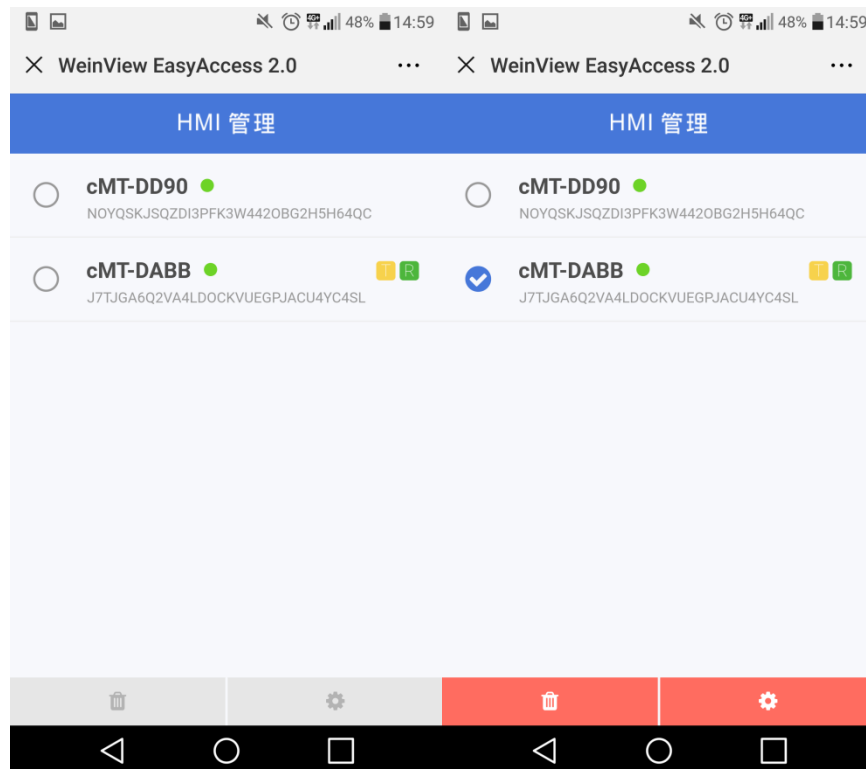 48% 14:59
WeinView EasyAccess 2.0
HMI 管理
cMT-DD90
NOYQSKJSQZDI3PFK3W442OBG2H5H64QC
cMT-DABB T R
J7TJGA6Q2VA4LDOCKVUEGPJACU4YC4SL
48% 14:59
WeinView EasyAccess 2.0
HMI 管理
cMT-DD90
NOYQSKJSQZDI3PFK3W442OBG2H5H64QC
cMT-DABB T R
J7TJGA6Q2VA4LDOCKVUEGPJACU4YC4SL